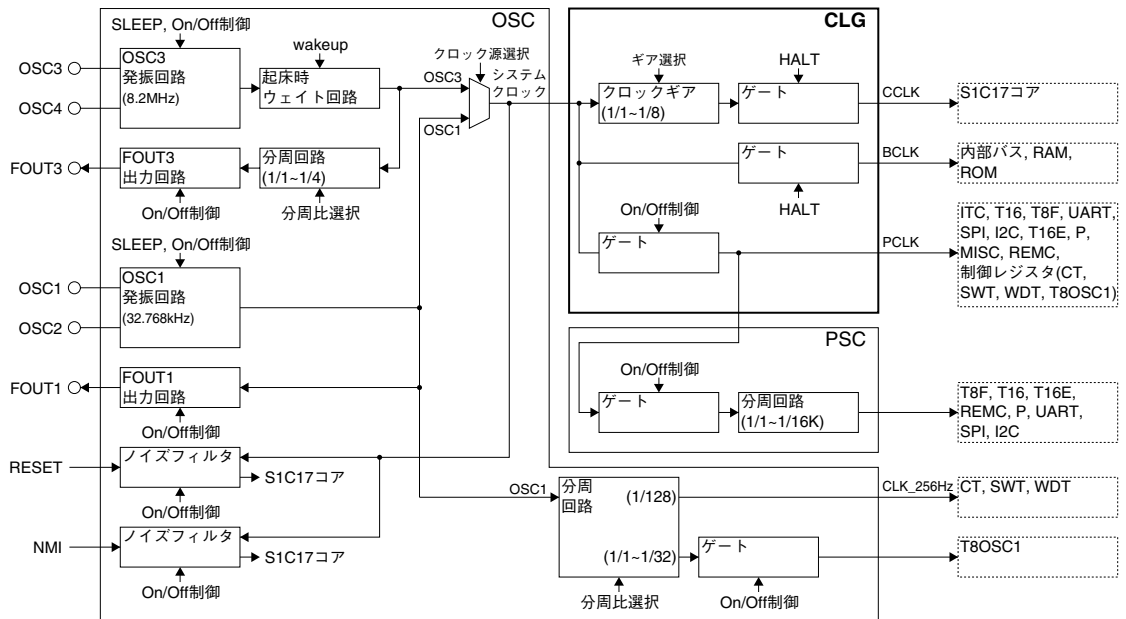 OSC
SLEEP, On/Off制御
OSC3
OSC4
OSC3
発振回路
(8.2MHz)
wakeup
起床時
ウェイト回路
OSC3
クロック源選択
システム
クロック
OSC1
FOUT3
FOUT3
出力回路
On/Off制御
分周回路
(1/1~1/4)
分周比選択
SLEEP, On/Off制御
OSC1
OSC2
OSC1
発振回路
(32.768kHz)
FOUT1
FOUT1
出力回路
On/Off制御
RESET
ノイズフィルタ
S1C17コア
On/Off制御
NMI
ノイズフィルタ
S1C17コア
On/Off制御
CLG
ギア選択
クロックギア
(1/1~1/8)
HALT
ゲート
CCLK
S1C17コア
ゲート
HALT
BCLK
内部バス, RAM,
ROM
On/Off制御
ゲート
PCLK
ITC, T16, T8F, UART,
SPI, I2C, T16E, P,
MISC, REMC,
制御レジスタ(CT,
SWT, WDT, T8OSC1)
PSC
On/Off制御
ゲート
分周回路
(1/1~1/16K)
T8F, T16, T16E,
REMC, P, UART,
SPI, I2C
OSC1
分周
回路
(1/128)
(1/1~1/32)
分周比選択
CLK_256Hz
CT, SWT, WDT
ゲート
On/Off制御
T8OSC1